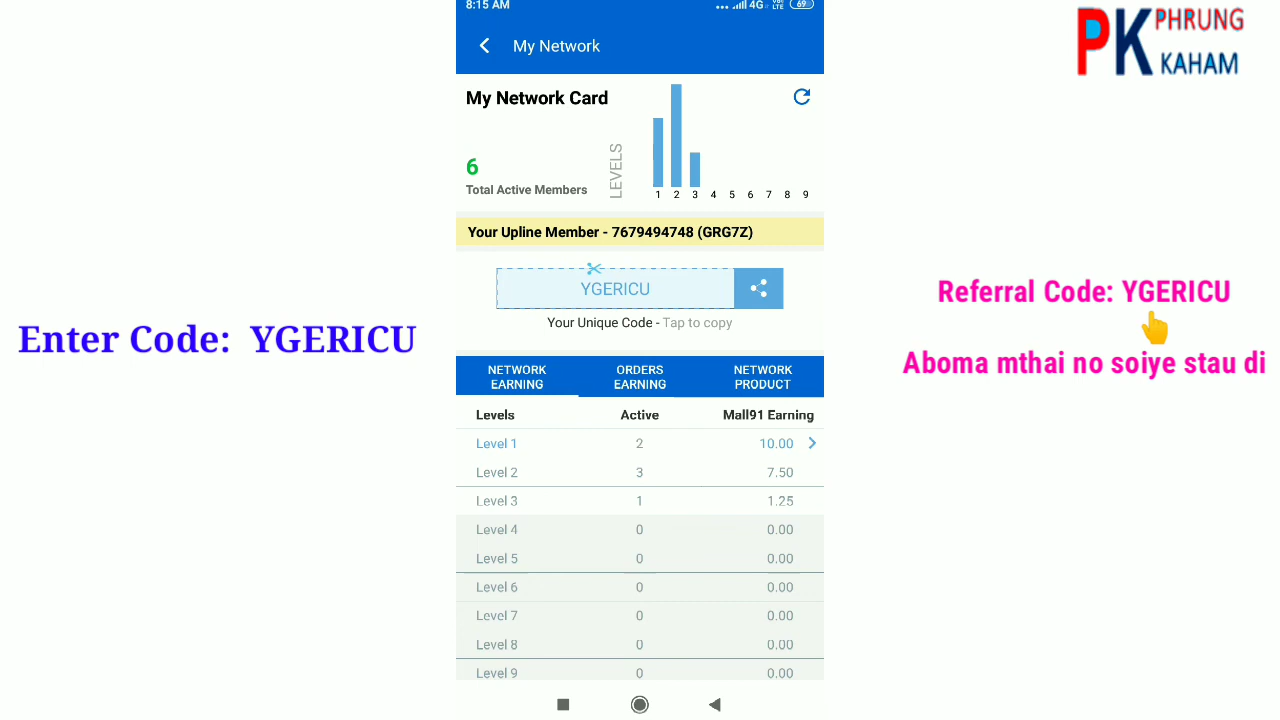 8:15 AM
4G
VoLTE
69
My Network
PK PHRUNG KAHAM
My Network Card
6
Total Active Members
LEVELS
1 2 3 4 5 6 7 8 9
Your Upline Member - 7679494748 (GRG7Z)
YGERICU
Your Unique Code - Tap to copy
Enter Code: YGERICU
Referral Code: YGERICU
Aboma mthai no soiye stau di
NETWORK EARNING
ORDERS EARNING
NETWORK PRODUCT
Levels Active Mall91 Earning
Level 1 2 10.00
Level 2 3 7.50
Level 3 1 1.25
Level 4 0 0.00
Level 5 0 0.00
Level 6 0 0.00
Level 7 0 0.00
Level 8 0 0.00
Level 9 0 0.00